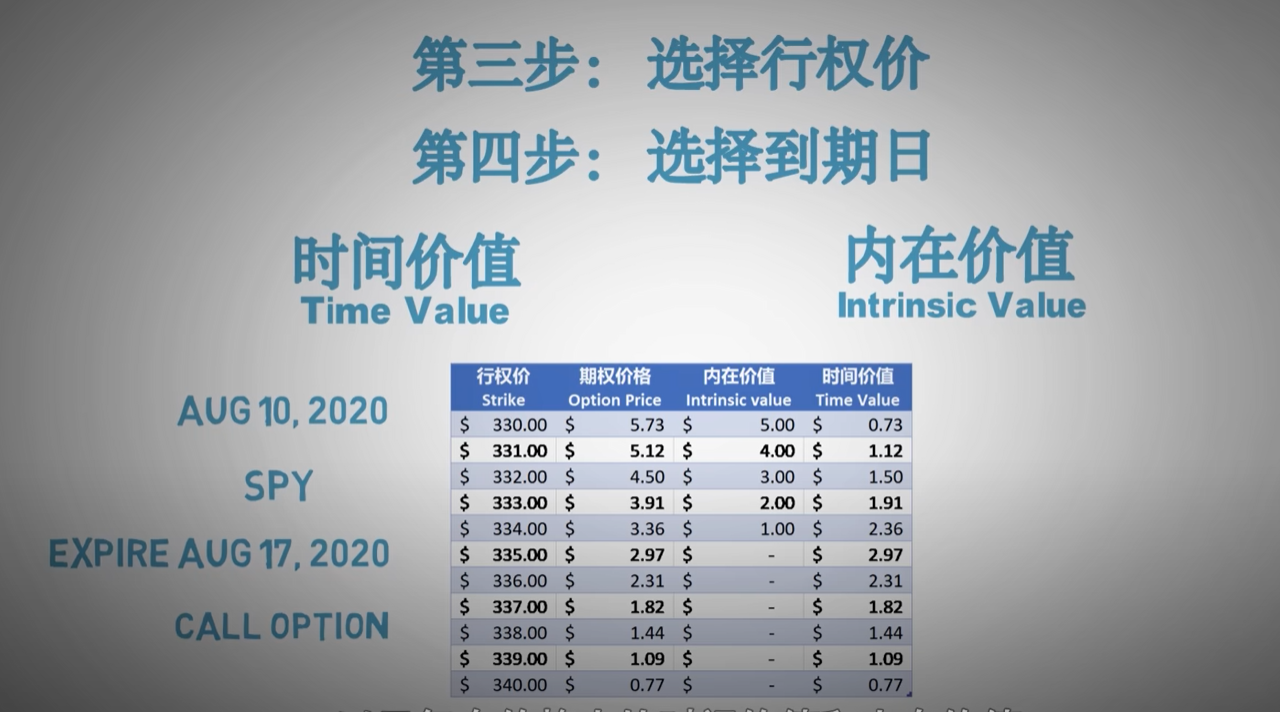 第三步: 选择行权价
第四步: 选择到期日
时间价值
Time Value
内在价值
Intrinsic Value
AUG 10, 2020
SPY
EXPIRE AUG 17, 2020
CALL OPTION
行权价 期权价格 内在价值 时间价值
Strike Option Price Intrinsic value Time Value
$ 330.00 $ 5.73 $ 5.00 $ 0.73
$ 331.00 $ 5.12 $ 4.00 $ 1.12
$ 332.00 $ 4.50 $ 3.00 $ 1.50
$ 333.00 $ 3.91 $ 2.00 $ 1.91
$ 334.00 $ 3.36 $ 1.00 $ 2.36
$ 335.00 $ 2.97 $ - $ 2.97
$ 336.00 $ 2.31 $ - $ 2.31
$ 337.00 $ 1.82 $ - $ 1.82
$ 338.00 $ 1.44 $ - $ 1.44
$ 339.00 $ 1.09 $ - $ 1.09
$ 340.00 $ 0.77 $ - $ 0.77